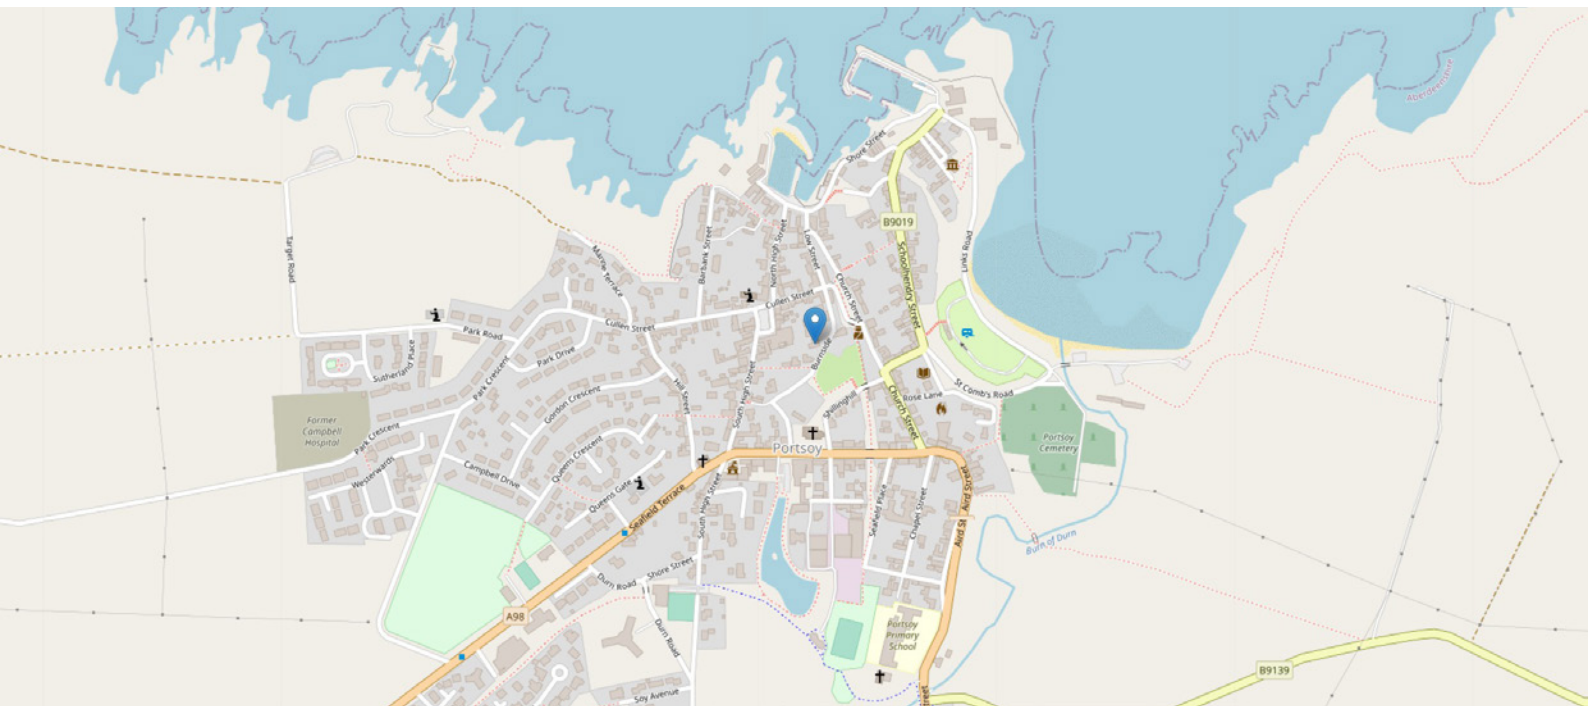 Aberdeenshire
Shore Street
B9019
Target Road
Marine Terrace
Barbank Street
North High Street
Low Street
Schoolhendry Street
Links Road
Church Street
Cullen Street
Cullen Street
Park Road
Park Drive
Sutherland Place
Park Crescent
Burnside
Hill Street
South High Street
Gordon Crescent
St Comb's Road
Rose Lane
Shillinghill
Church Street
Former
Campbell
Hospital
Park Crescent
Portsoy
Portsoy
Cemetery
Queens Crescent
Westerwards
Campbell Drive
Queens Gate
Seafield Terrace
South High Street
Seafield Place
Chapel Street
Aird Street
Aird St
Burn of Durn
Shore Street
Durn Road
A98
Durn Road
Portsoy
Primary
School
B9139
Soy Avenue